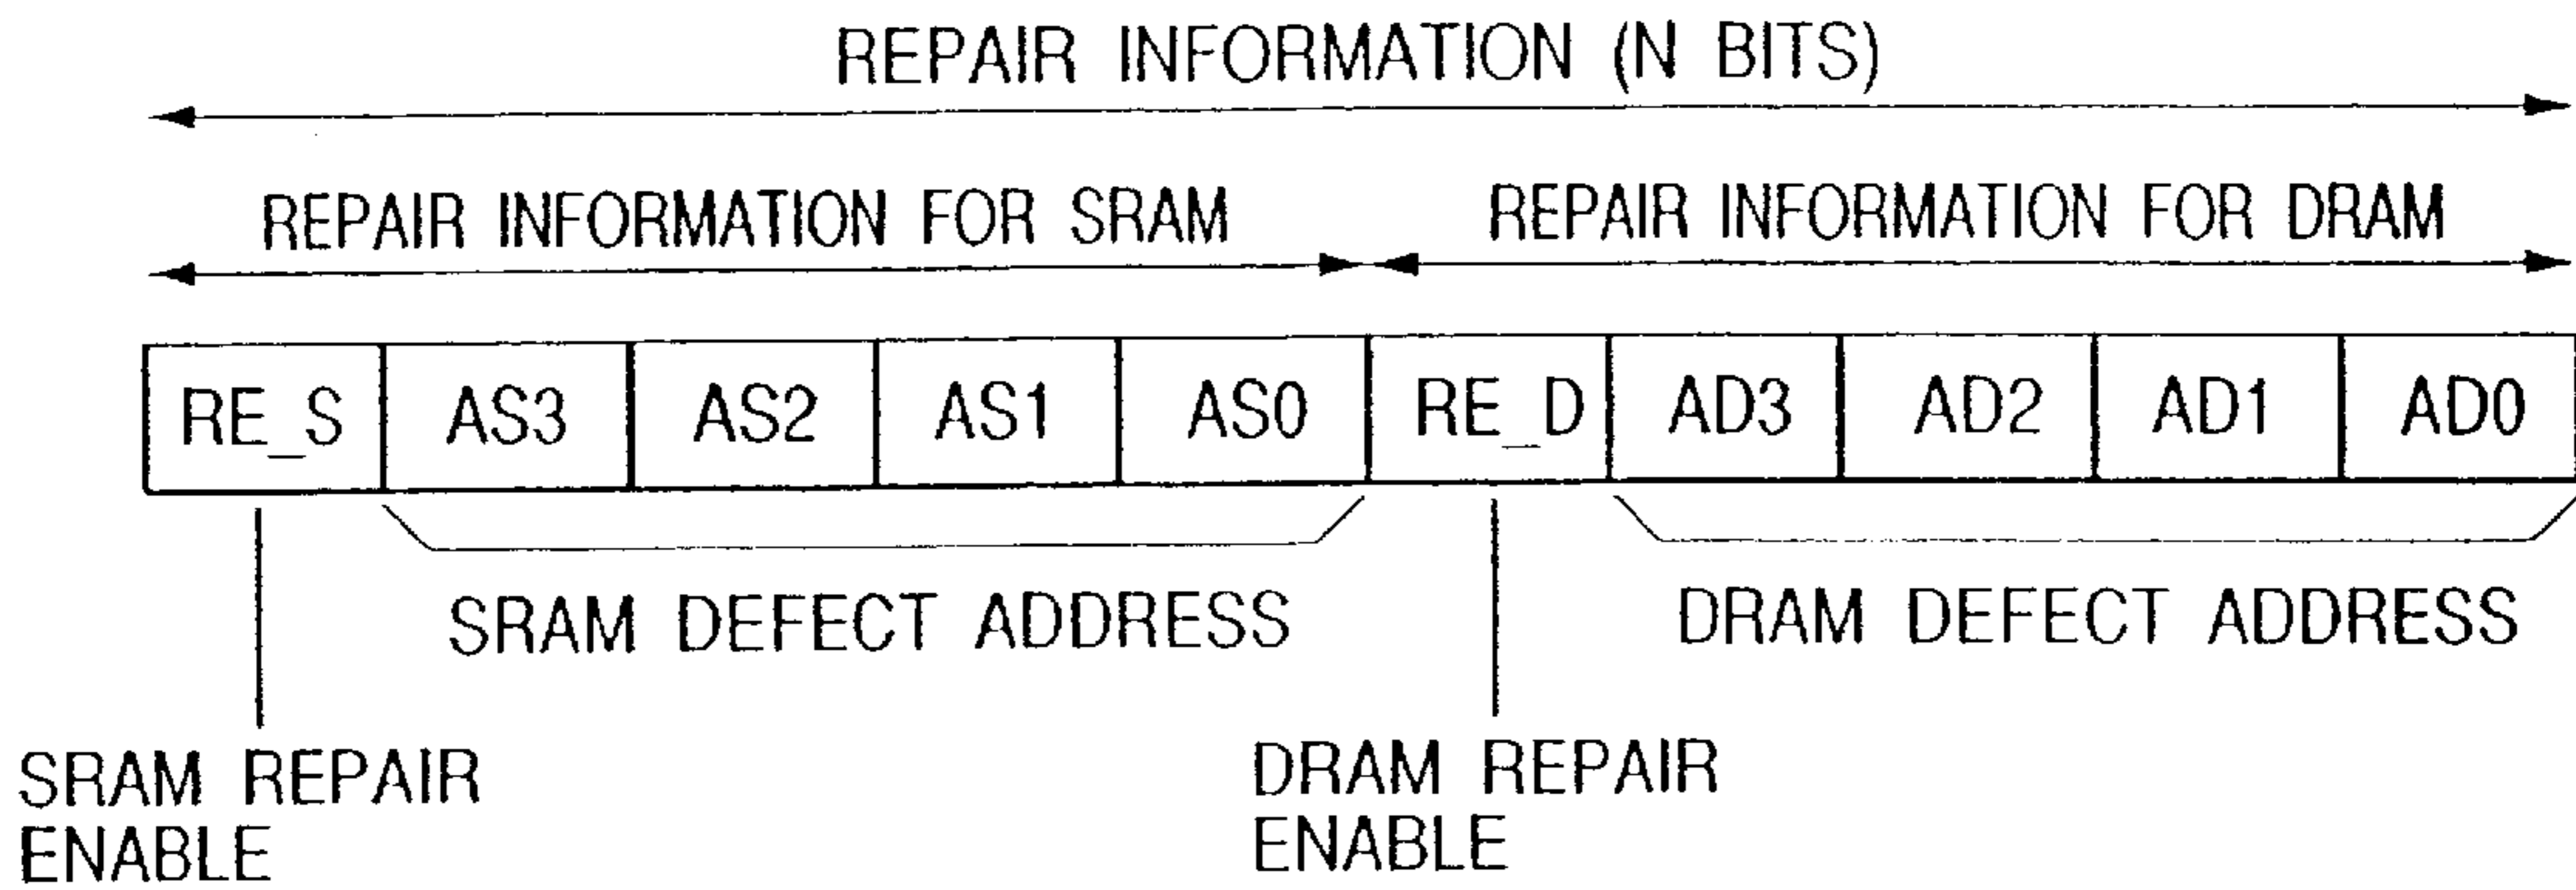 REPAIR INFORMATION (N BITS)
REPAIR INFORMATION FOR SRAM REPAIR INFORMATION FOR DRAM
RE_S AS3 AS2 AS1 AS0 RE_D AD3 AD2 AD1 AD0
SRAM DEFECT ADDRESS DRAM DEFECT ADDRESS
SRAM REPAIR DRAM REPAIR
ENABLE ENABLE